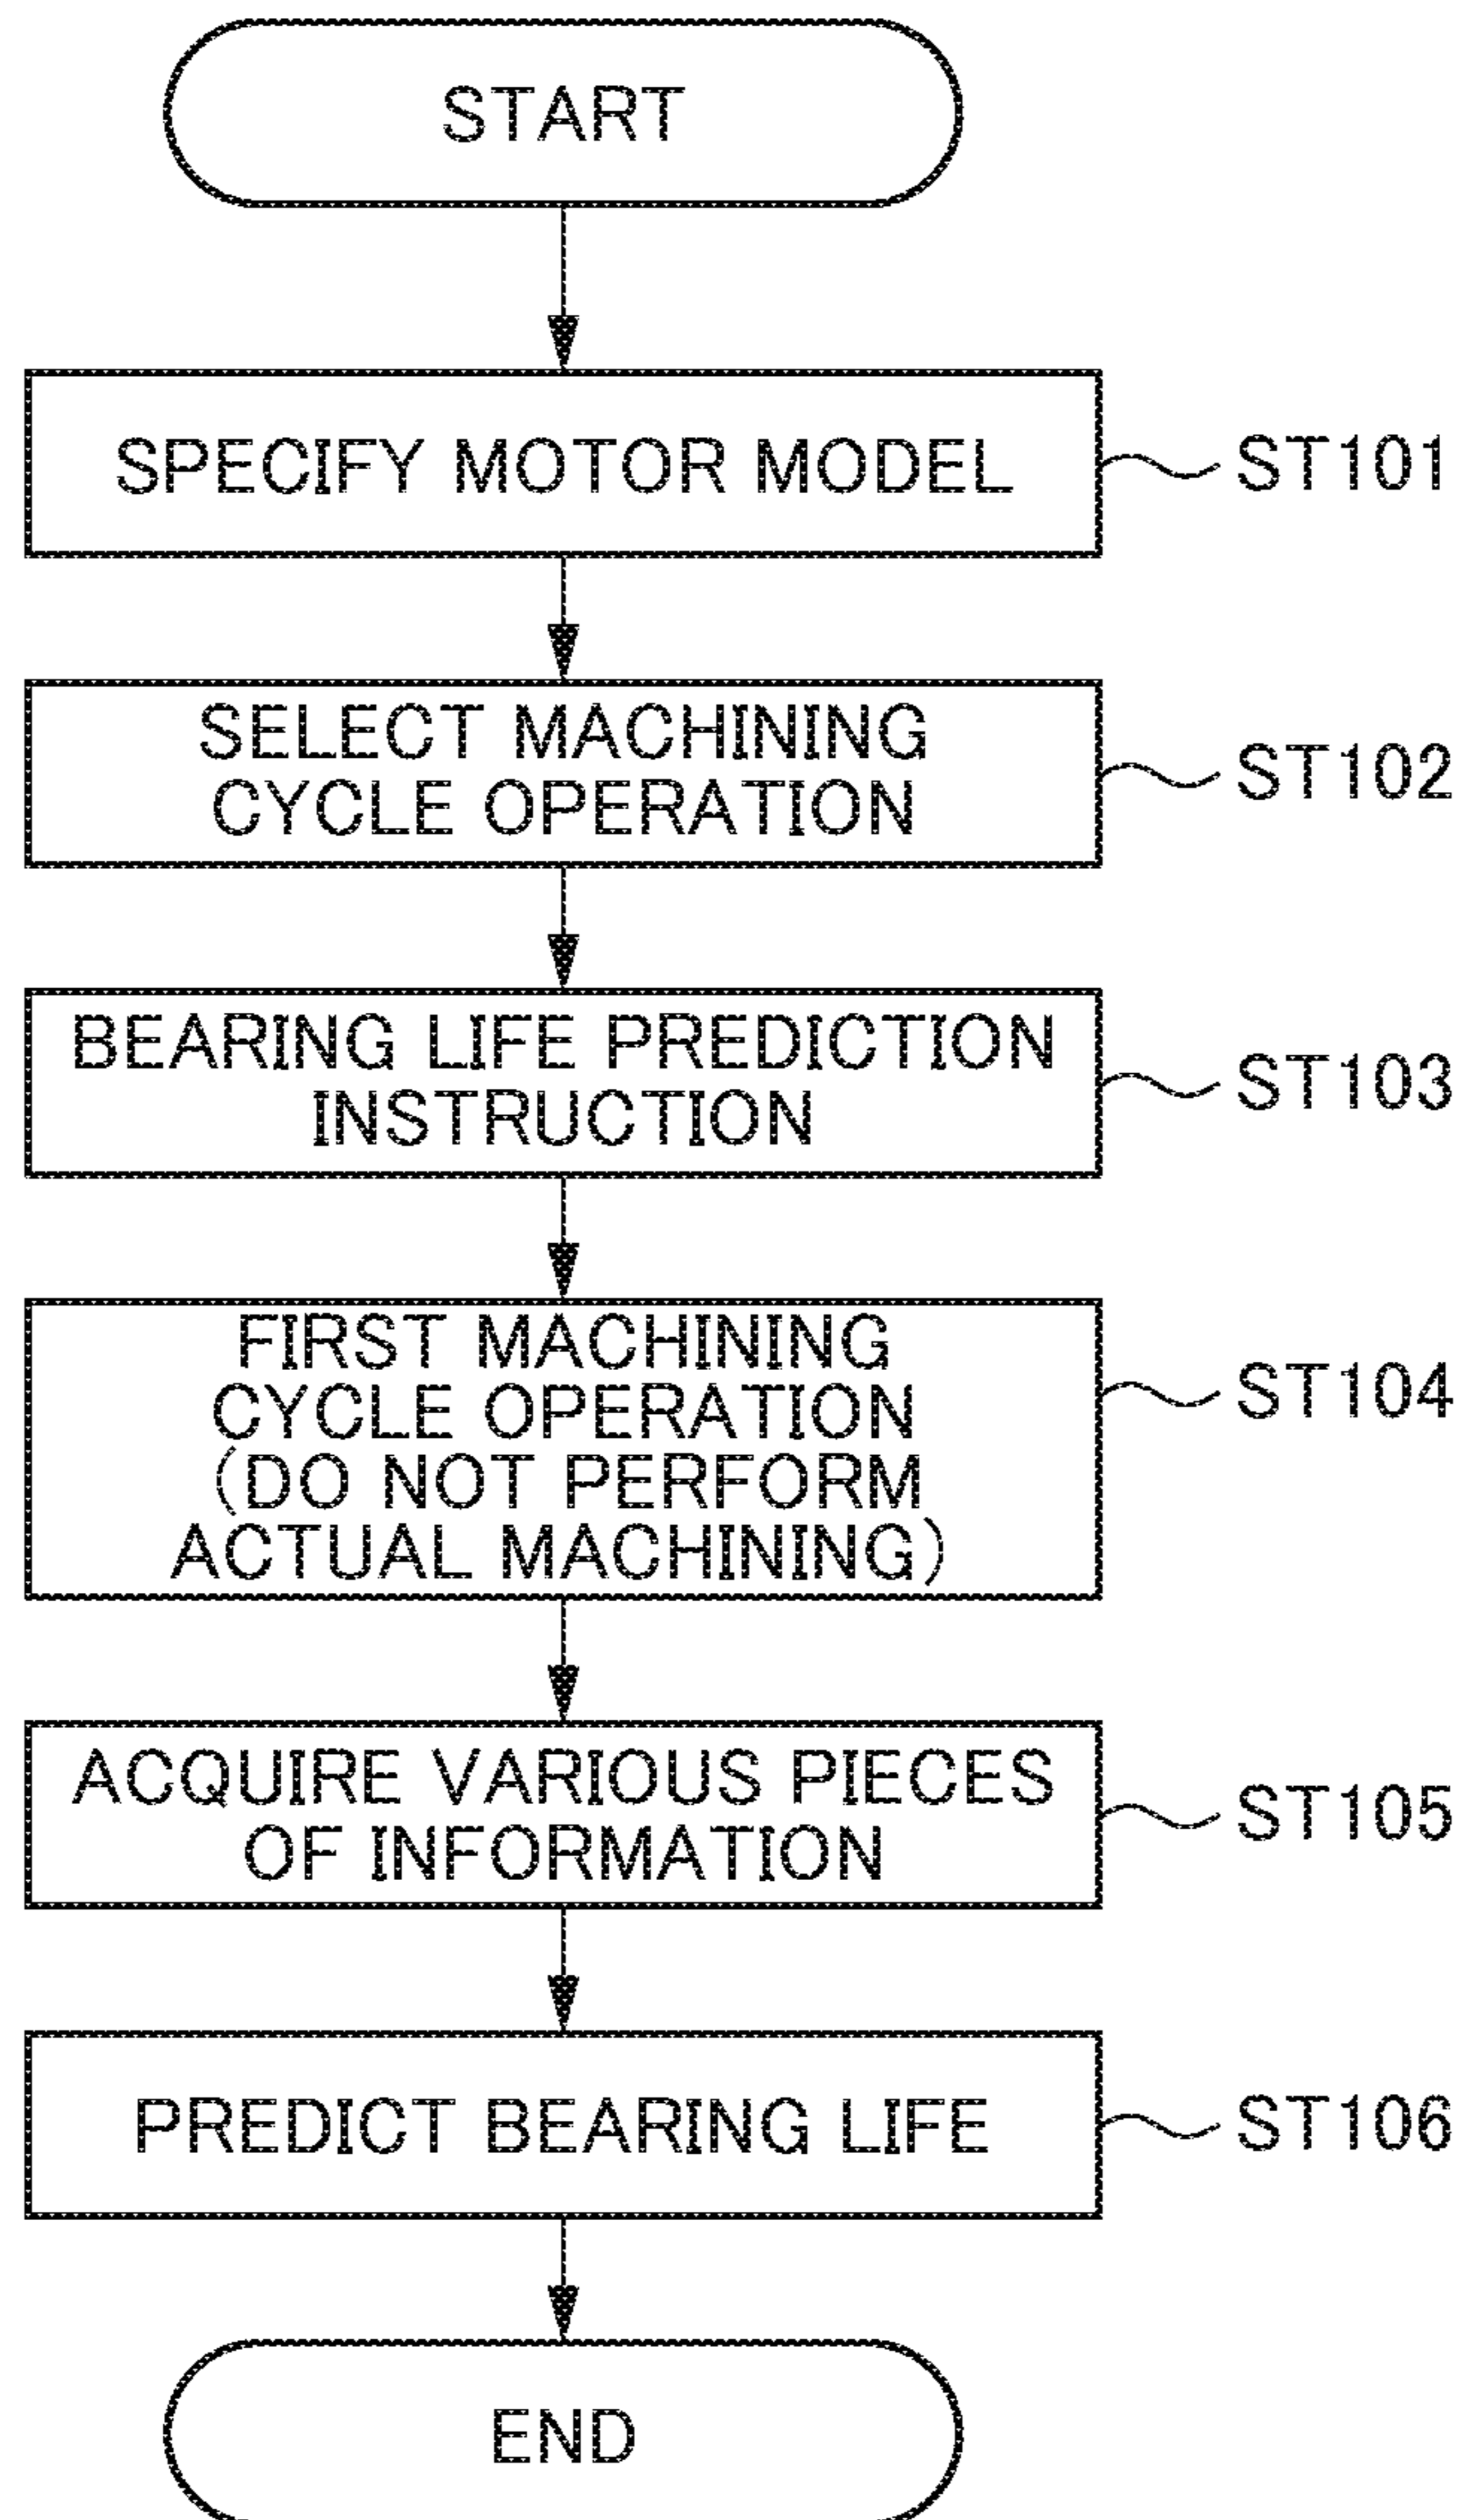 START
SPECIFY MOTOR MODEL
ST101
SELECT MACHINING
CYCLE OPERATION
ST102
BEARING LIFE PREDICTION
INSTRUCTION
ST103
FIRST MACHINING
CYCLE OPERATION
(DO NOT PERFORM
ACTUAL MACHINING)
ST104
ACQUIRE VARIOUS PIECES
OF INFORMATION
ST105
PREDICT BEARING LIFE
ST106
END